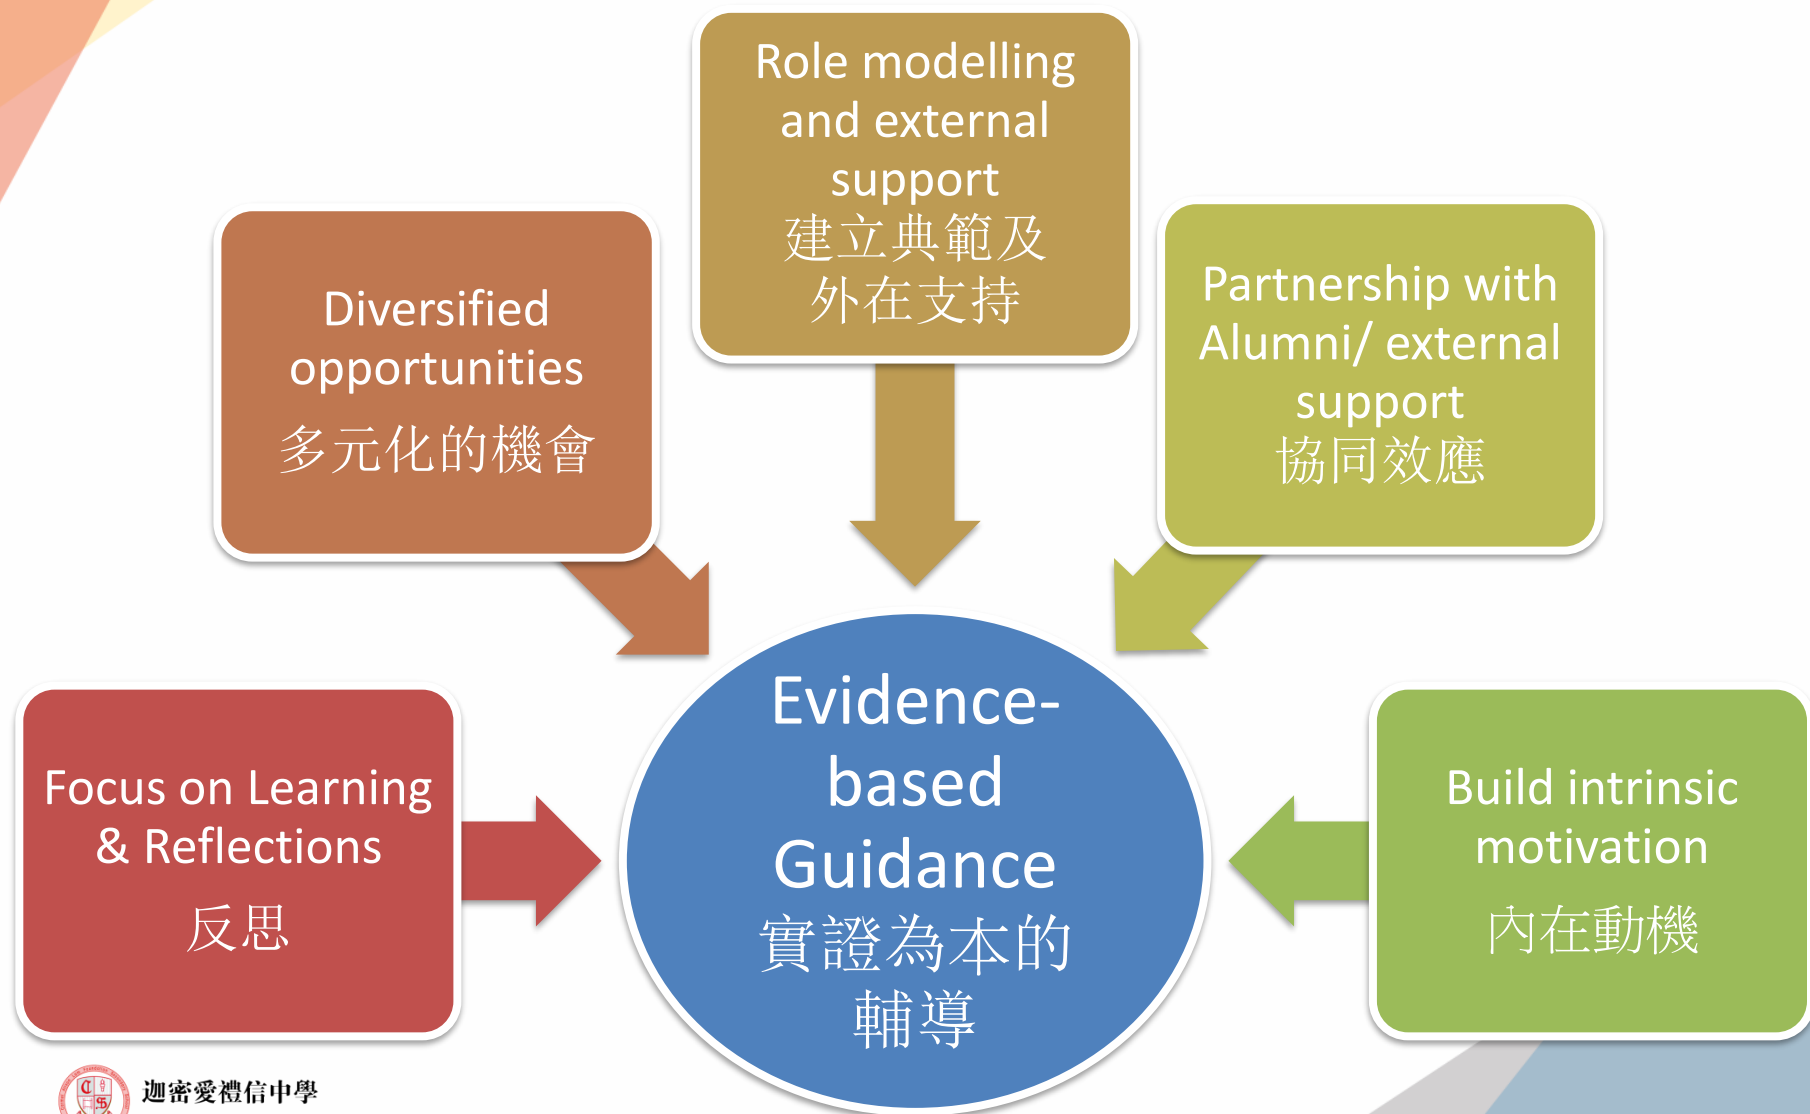 Role modelling
and external
support
建立典範及
外在支持
Diversified
opportunities
多元化的機會
Partnership with
Alumni/ external
support
協同效應
Focus on Learning
& Reflections
反思
Evidence-
based
Guidance
實證為本的
輔導
Build intrinsic
motivation
內在動機
迦密愛禮信中學